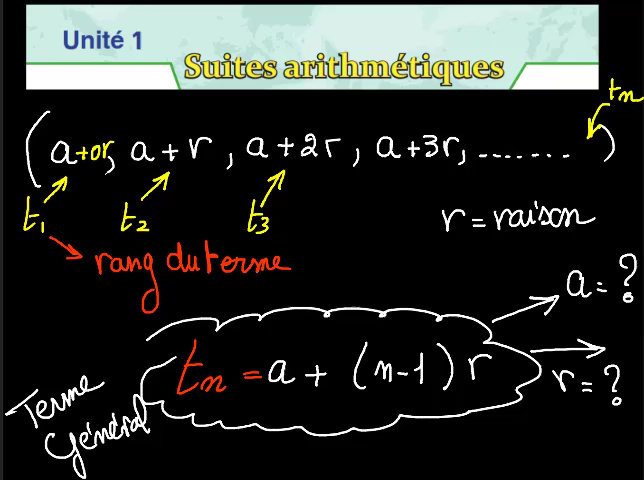 Unité 1
Suites arithmétiques
tn
(a+0r, a + r, a + 2r, a + 3r, .......)
t1 t2 t3
r = raison
rang du terme
a = ?
tn = a + (n-1) r
r = ?
Terme
Général